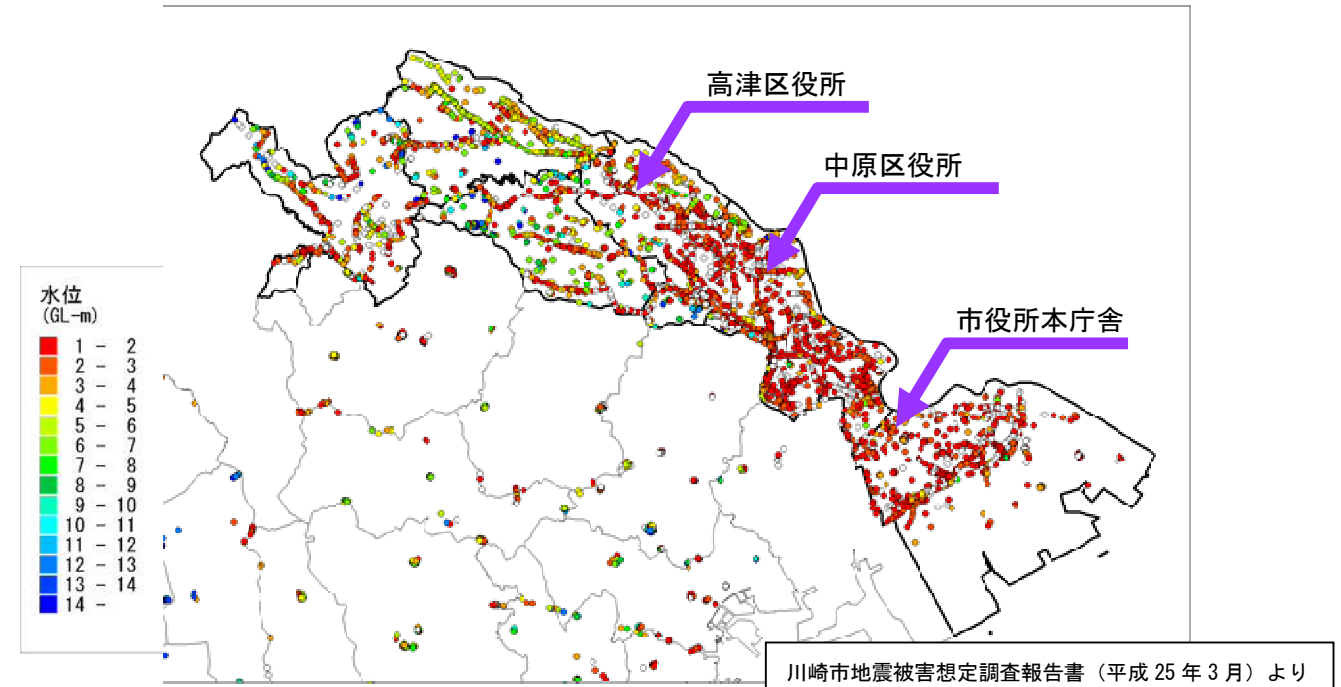 高津区役所
中原区役所
市役所本庁舎
水位
(GL-m)
1 - 2
2 - 3
3 - 4
4 - 5
5 - 6
6 - 7
7 - 8
8 - 9
9 - 10
10 - 11
11 - 12
12 - 13
13 - 14
14 -
川崎市地震被害想定調査報告書（平成 25 年 3 月）より